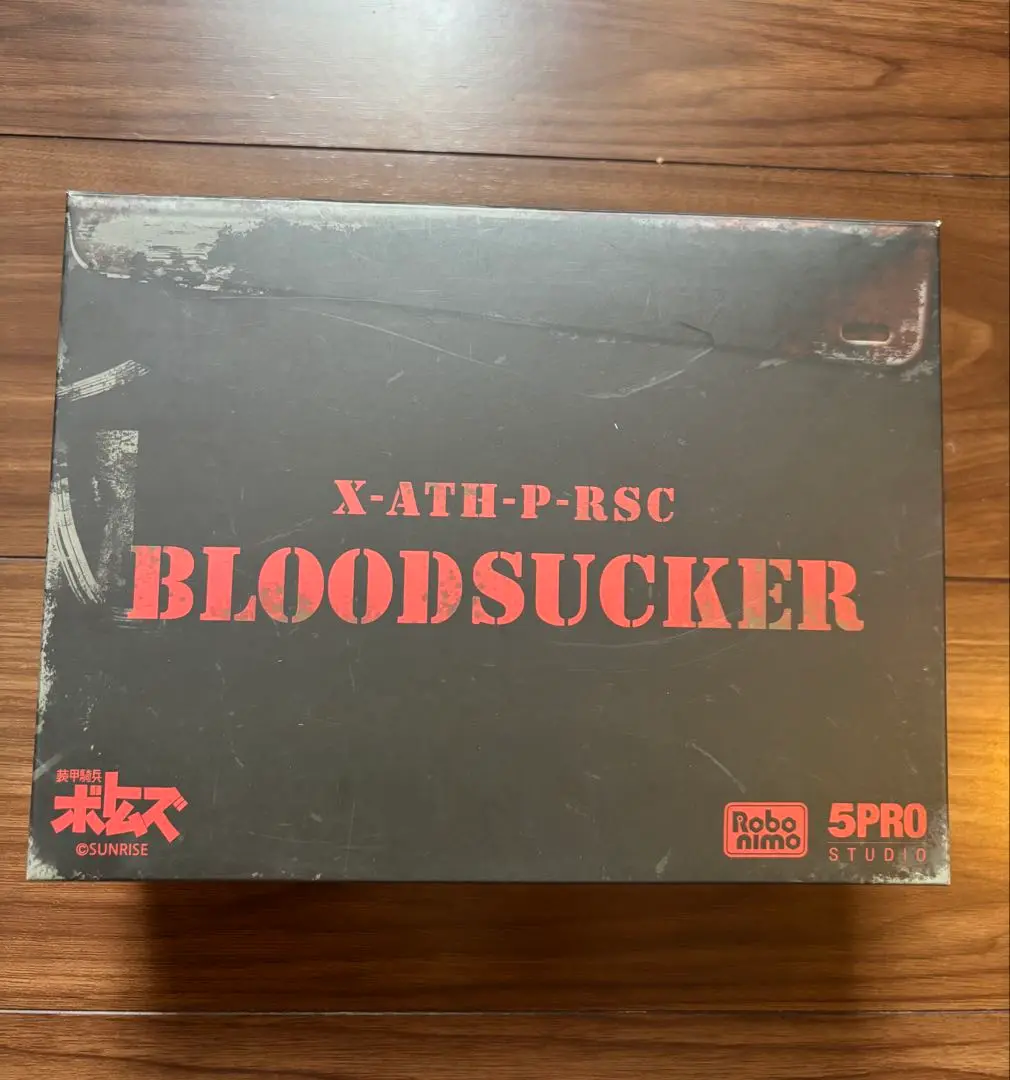 X-ATH-P-RSC
BLOODSUCKER
装甲騎兵
ボトムズ
©SUNRISE
Robo
nimo
5PRO
STUDIO